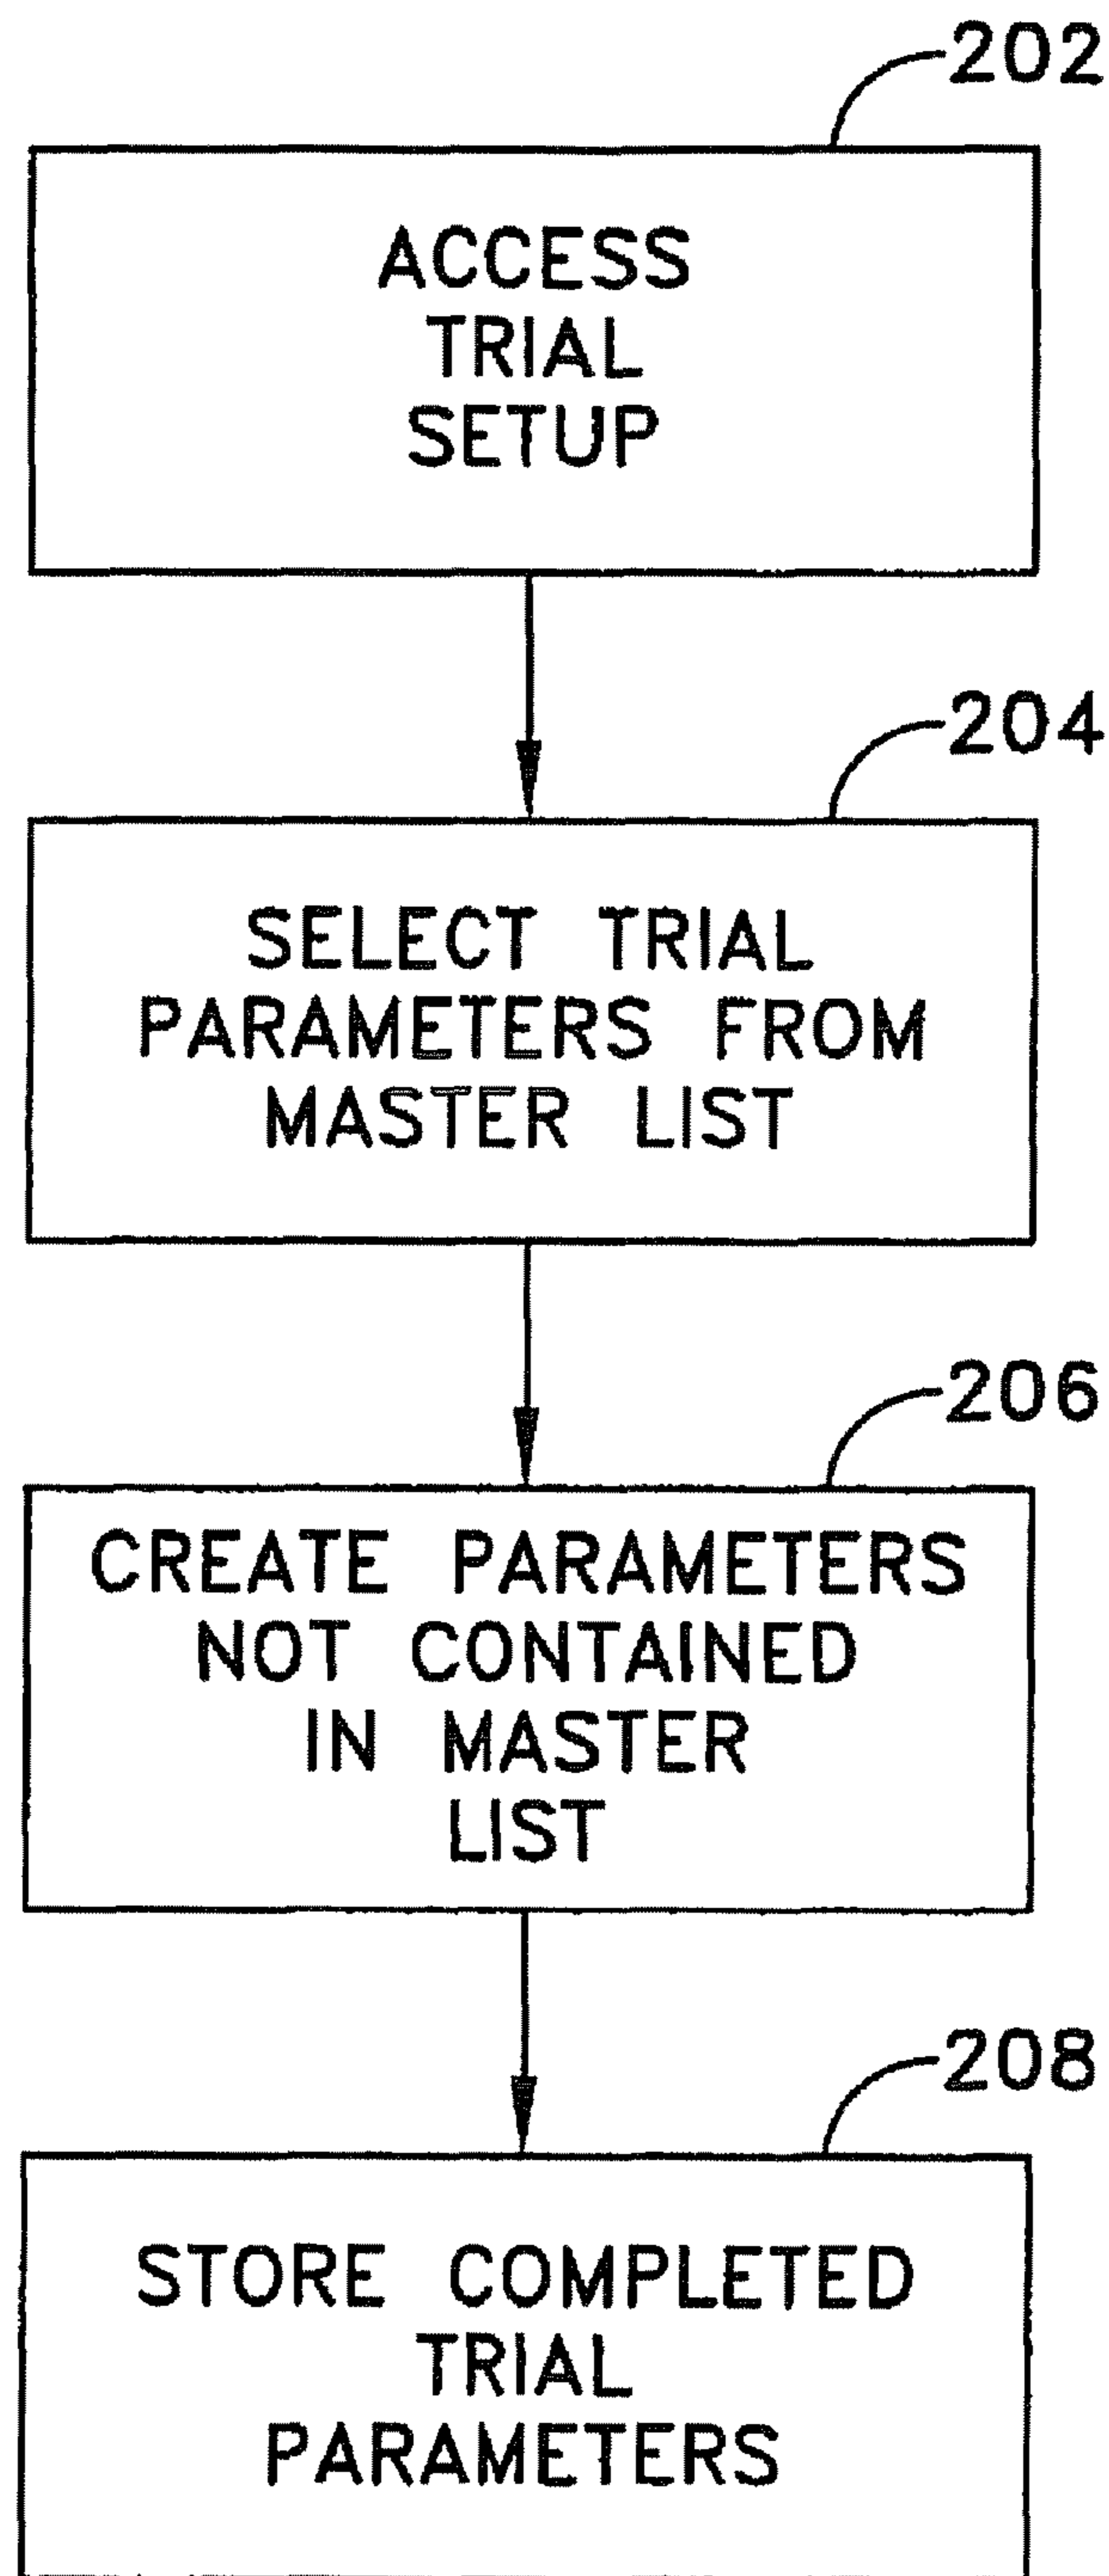 202
ACCESS
TRIAL
SETUP
204
SELECT TRIAL
PARAMETERS FROM
MASTER LIST
206
CREATE PARAMETERS
NOT CONTAINED
IN MASTER
LIST
208
STORE COMPLETED
TRIAL
PARAMETERS